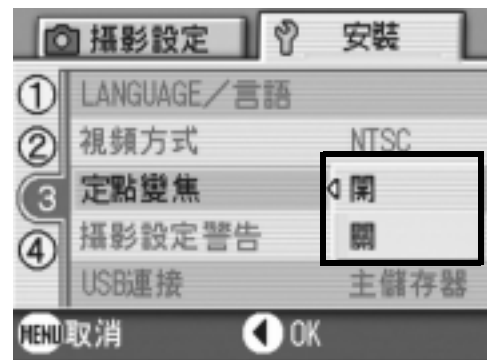 攝影設定 安裝
① LANGUAGE／言語
② 視頻方式 NTSC
3 定點變焦 開
④ 攝影設定警告 關
USB連接 主儲存器
MENU取消 OK